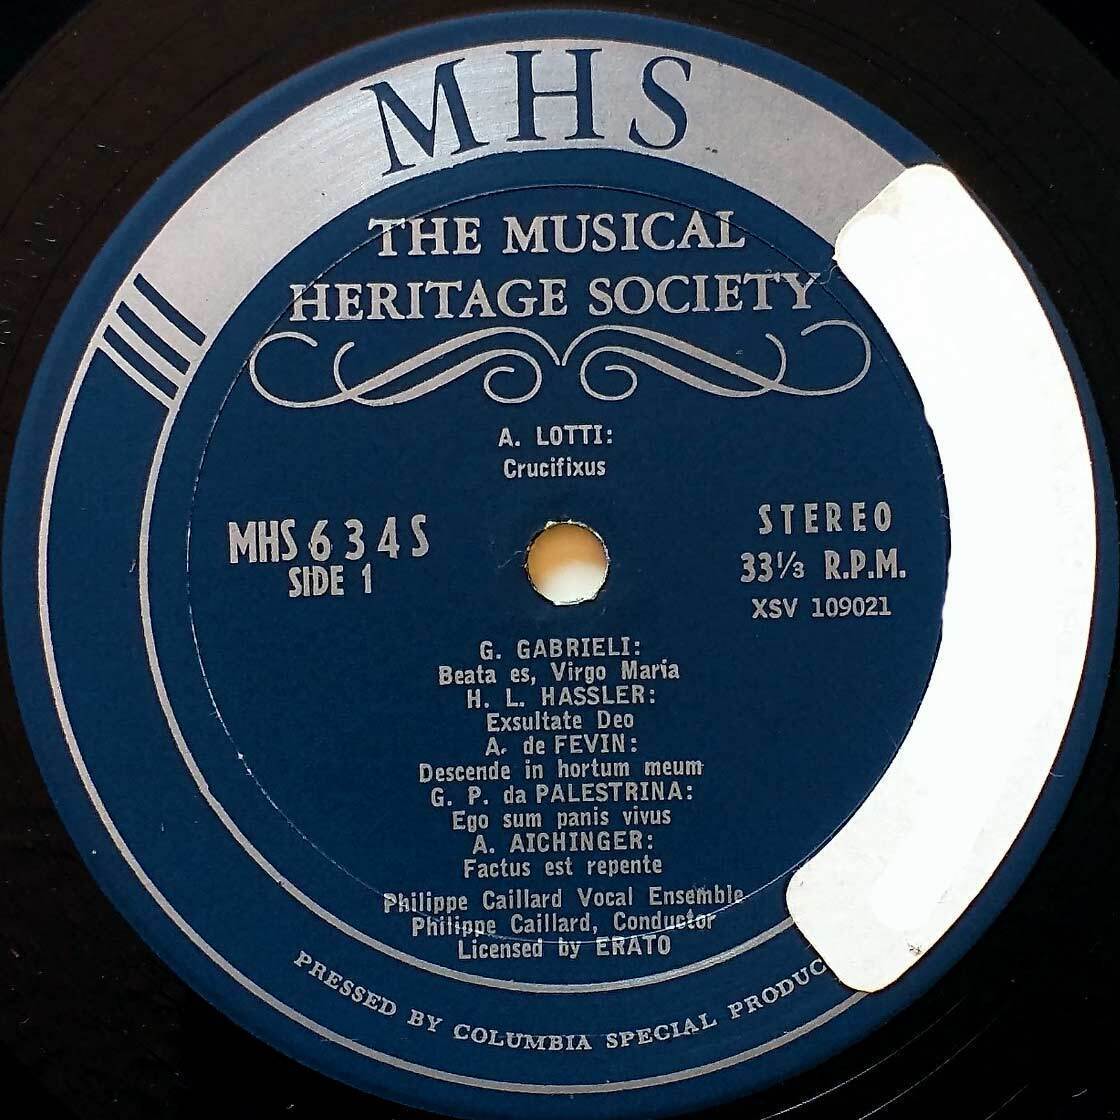 MHS
THE MUSICAL
HERITAGE SOCIETY
A. LOTTI:
Crucifixus
MHS 634S
SIDE 1
STEREO
33⅓ R.P.M.
XSV 109021
G. GABRIELI:
Beata es, Virgo Maria
H. L. HASSLER:
Exsultate Deo
A. de FEVIN:
Descende in hortum meum
G. P. da PALESTRINA:
Ego sum panis vivus
A. AICHINGER:
Factus est repente
Philippe Caillard Vocal Ensemble
Philippe Caillard, Conductor
Licensed by ERATO
PRESSED BY COLUMBIA SPECIAL